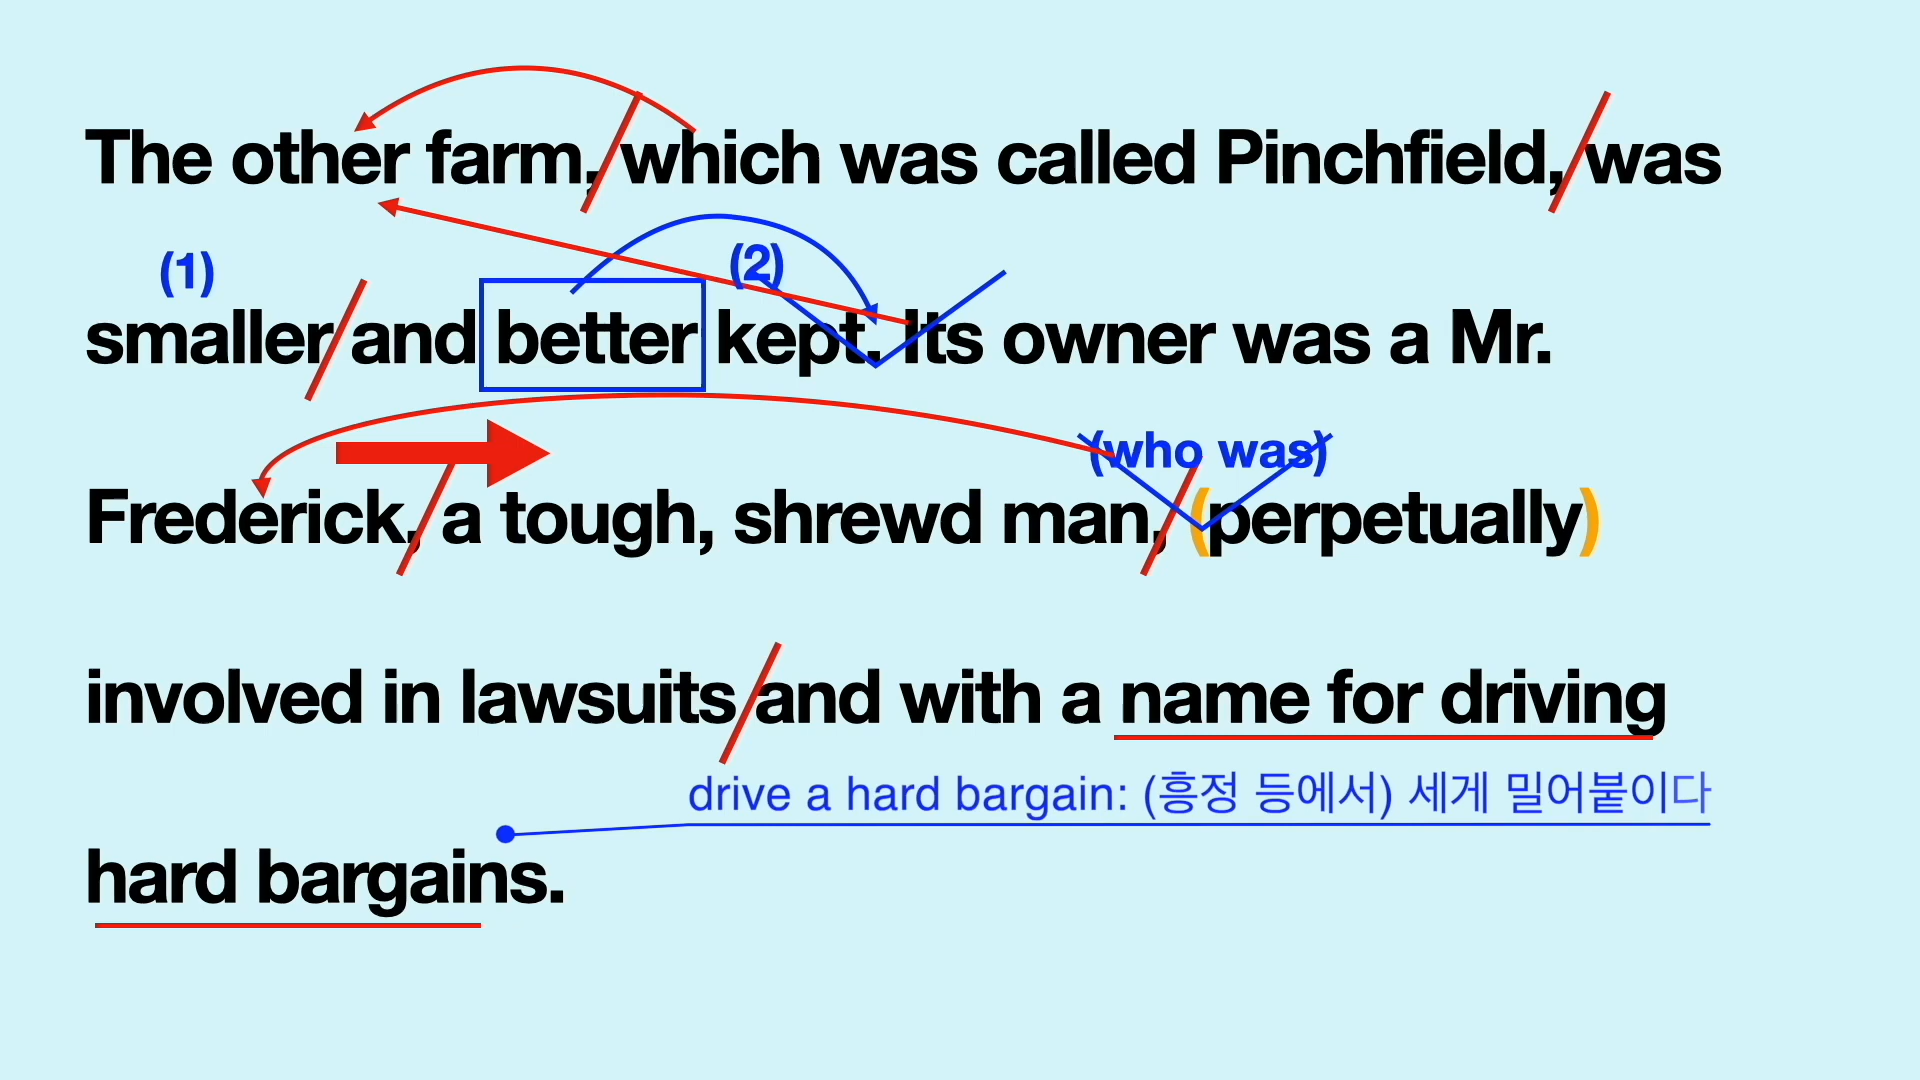 The other farm, which was called Pinchfield, was
(1) (2)
smaller and better kept. Its owner was a Mr.
(who was)
Frederick, a tough, shrewd man, (perpetually)
involved in lawsuits and with a name for driving
drive a hard bargain: (흥정 등에서) 세게 밀어붙이다
hard bargains.